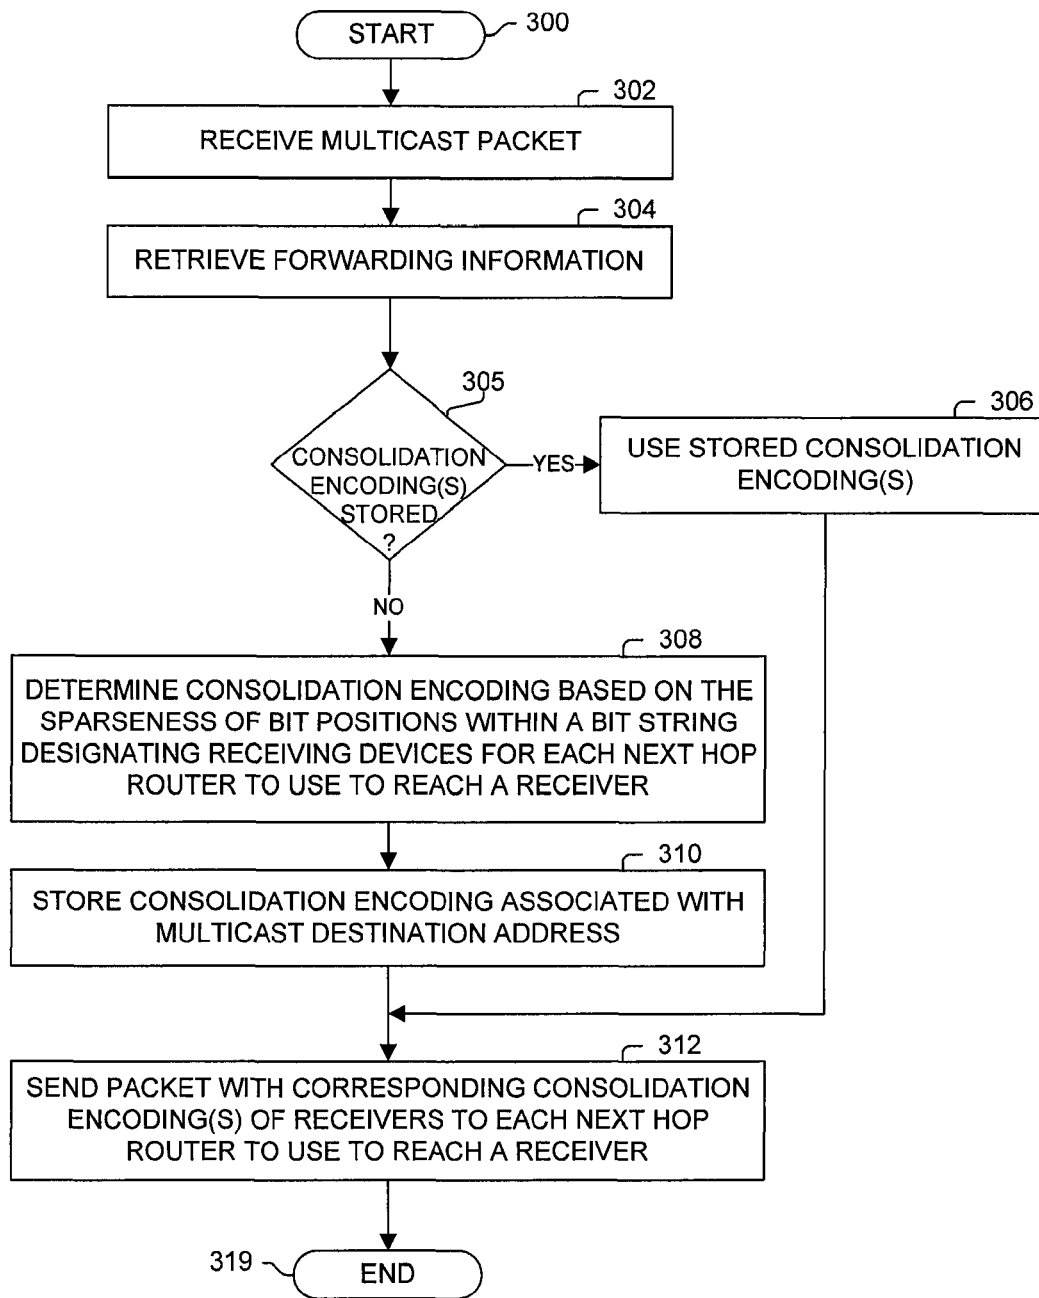 START
300
302
RECEIVE MULTICAST PACKET
304
RETRIEVE FORWARDING INFORMATION
305
CONSOLIDATION
ENCODING(S)
STORED
?
YES
306
USE STORED CONSOLIDATION
ENCODING(S)
NO
308
DETERMINE CONSOLIDATION ENCODING BASED ON THE
SPARSENESS OF BIT POSITIONS WITHIN A BIT STRING
DESIGNATING RECEIVING DEVICES FOR EACH NEXT HOP
ROUTER TO USE TO REACH A RECEIVER
310
STORE CONSOLIDATION ENCODING ASSOCIATED WITH
MULTICAST DESTINATION ADDRESS
312
SEND PACKET WITH CORRESPONDING CONSOLIDATION
ENCODING(S) OF RECEIVERS TO EACH NEXT HOP
ROUTER TO USE TO REACH A RECEIVER
319
END